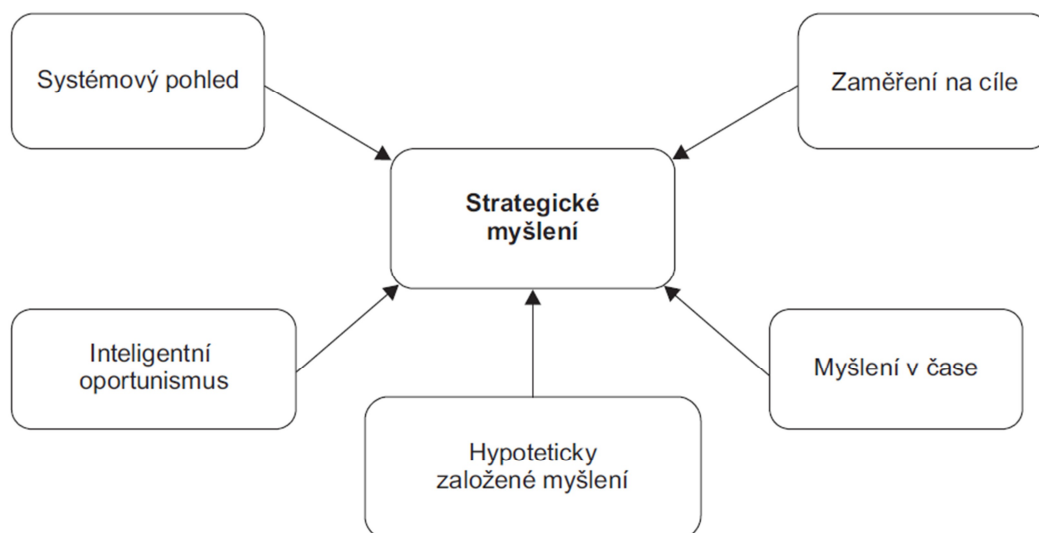 Systémový pohled
Zaměření na cíle
Strategické
myšlení
Inteligentní
oportunismus
Myšlení v čase
Hypoteticky
založené myšlení